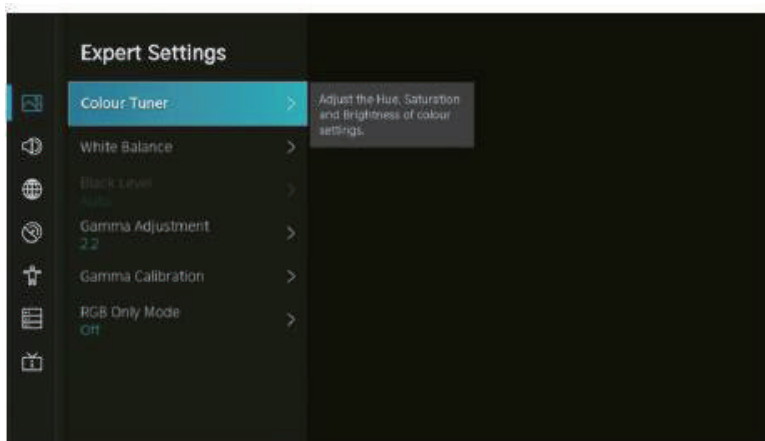 Expert Settings
Colour Tuner
Adjust the Hue, Saturation
and Brightness of colour
settings.
White Balance
Black Level
Auto
Gamma Adjustment
2.2
Gamma Calibration
RGB Only Mode
Off